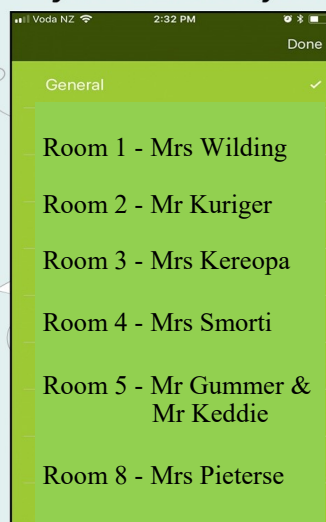 Voda NZ 2:32 PM
Done
General
Room 1 - Mrs Wilding
Room 2 - Mr Kuriger
Room 3 - Mrs Kereopa
Room 4 - Mrs Smorti
Room 5 - Mr Gummer &
Mr Keddie
Room 8 - Mrs Pieterse